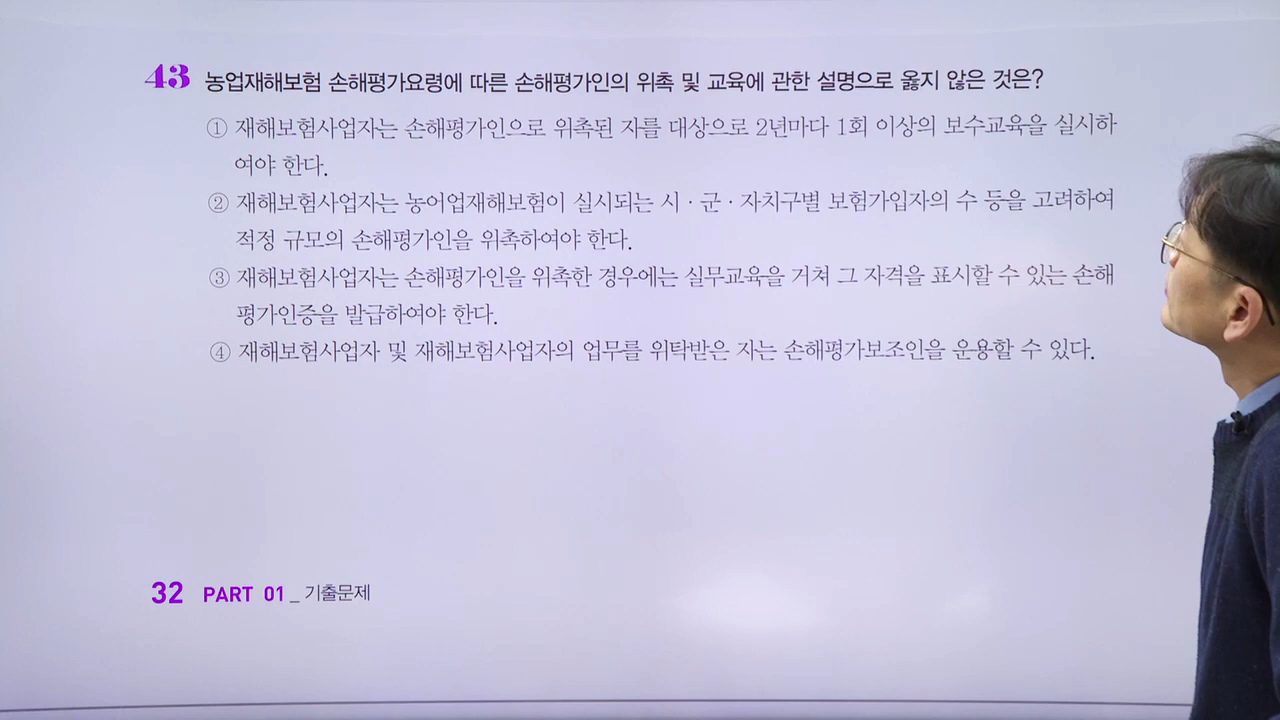 43 농업재해보험 손해평가요령에 따른 손해평가인의 위촉 및 교육에 관한 설명으로 옳지 않은 것은?
① 재해보험사업자는 손해평가인으로 위촉된 자를 대상으로 2년마다 1회 이상의 보수교육을 실시하
여야 한다.
② 재해보험사업자는 농어업재해보험이 실시되는 시·군·자치구별 보험가입자의 수 등을 고려하여
적정 규모의 손해평가인을 위촉하여야 한다.
③ 재해보험사업자는 손해평가인을 위촉한 경우에는 실무교육을 거쳐 그 자격을 표시할 수 있는 손해
평가인증을 발급하여야 한다.
④ 재해보험사업자 및 재해보험사업자의 업무를 위탁받은 자는 손해평가보조인을 운용할 수 있다.
32 PART 01 _ 기출문제